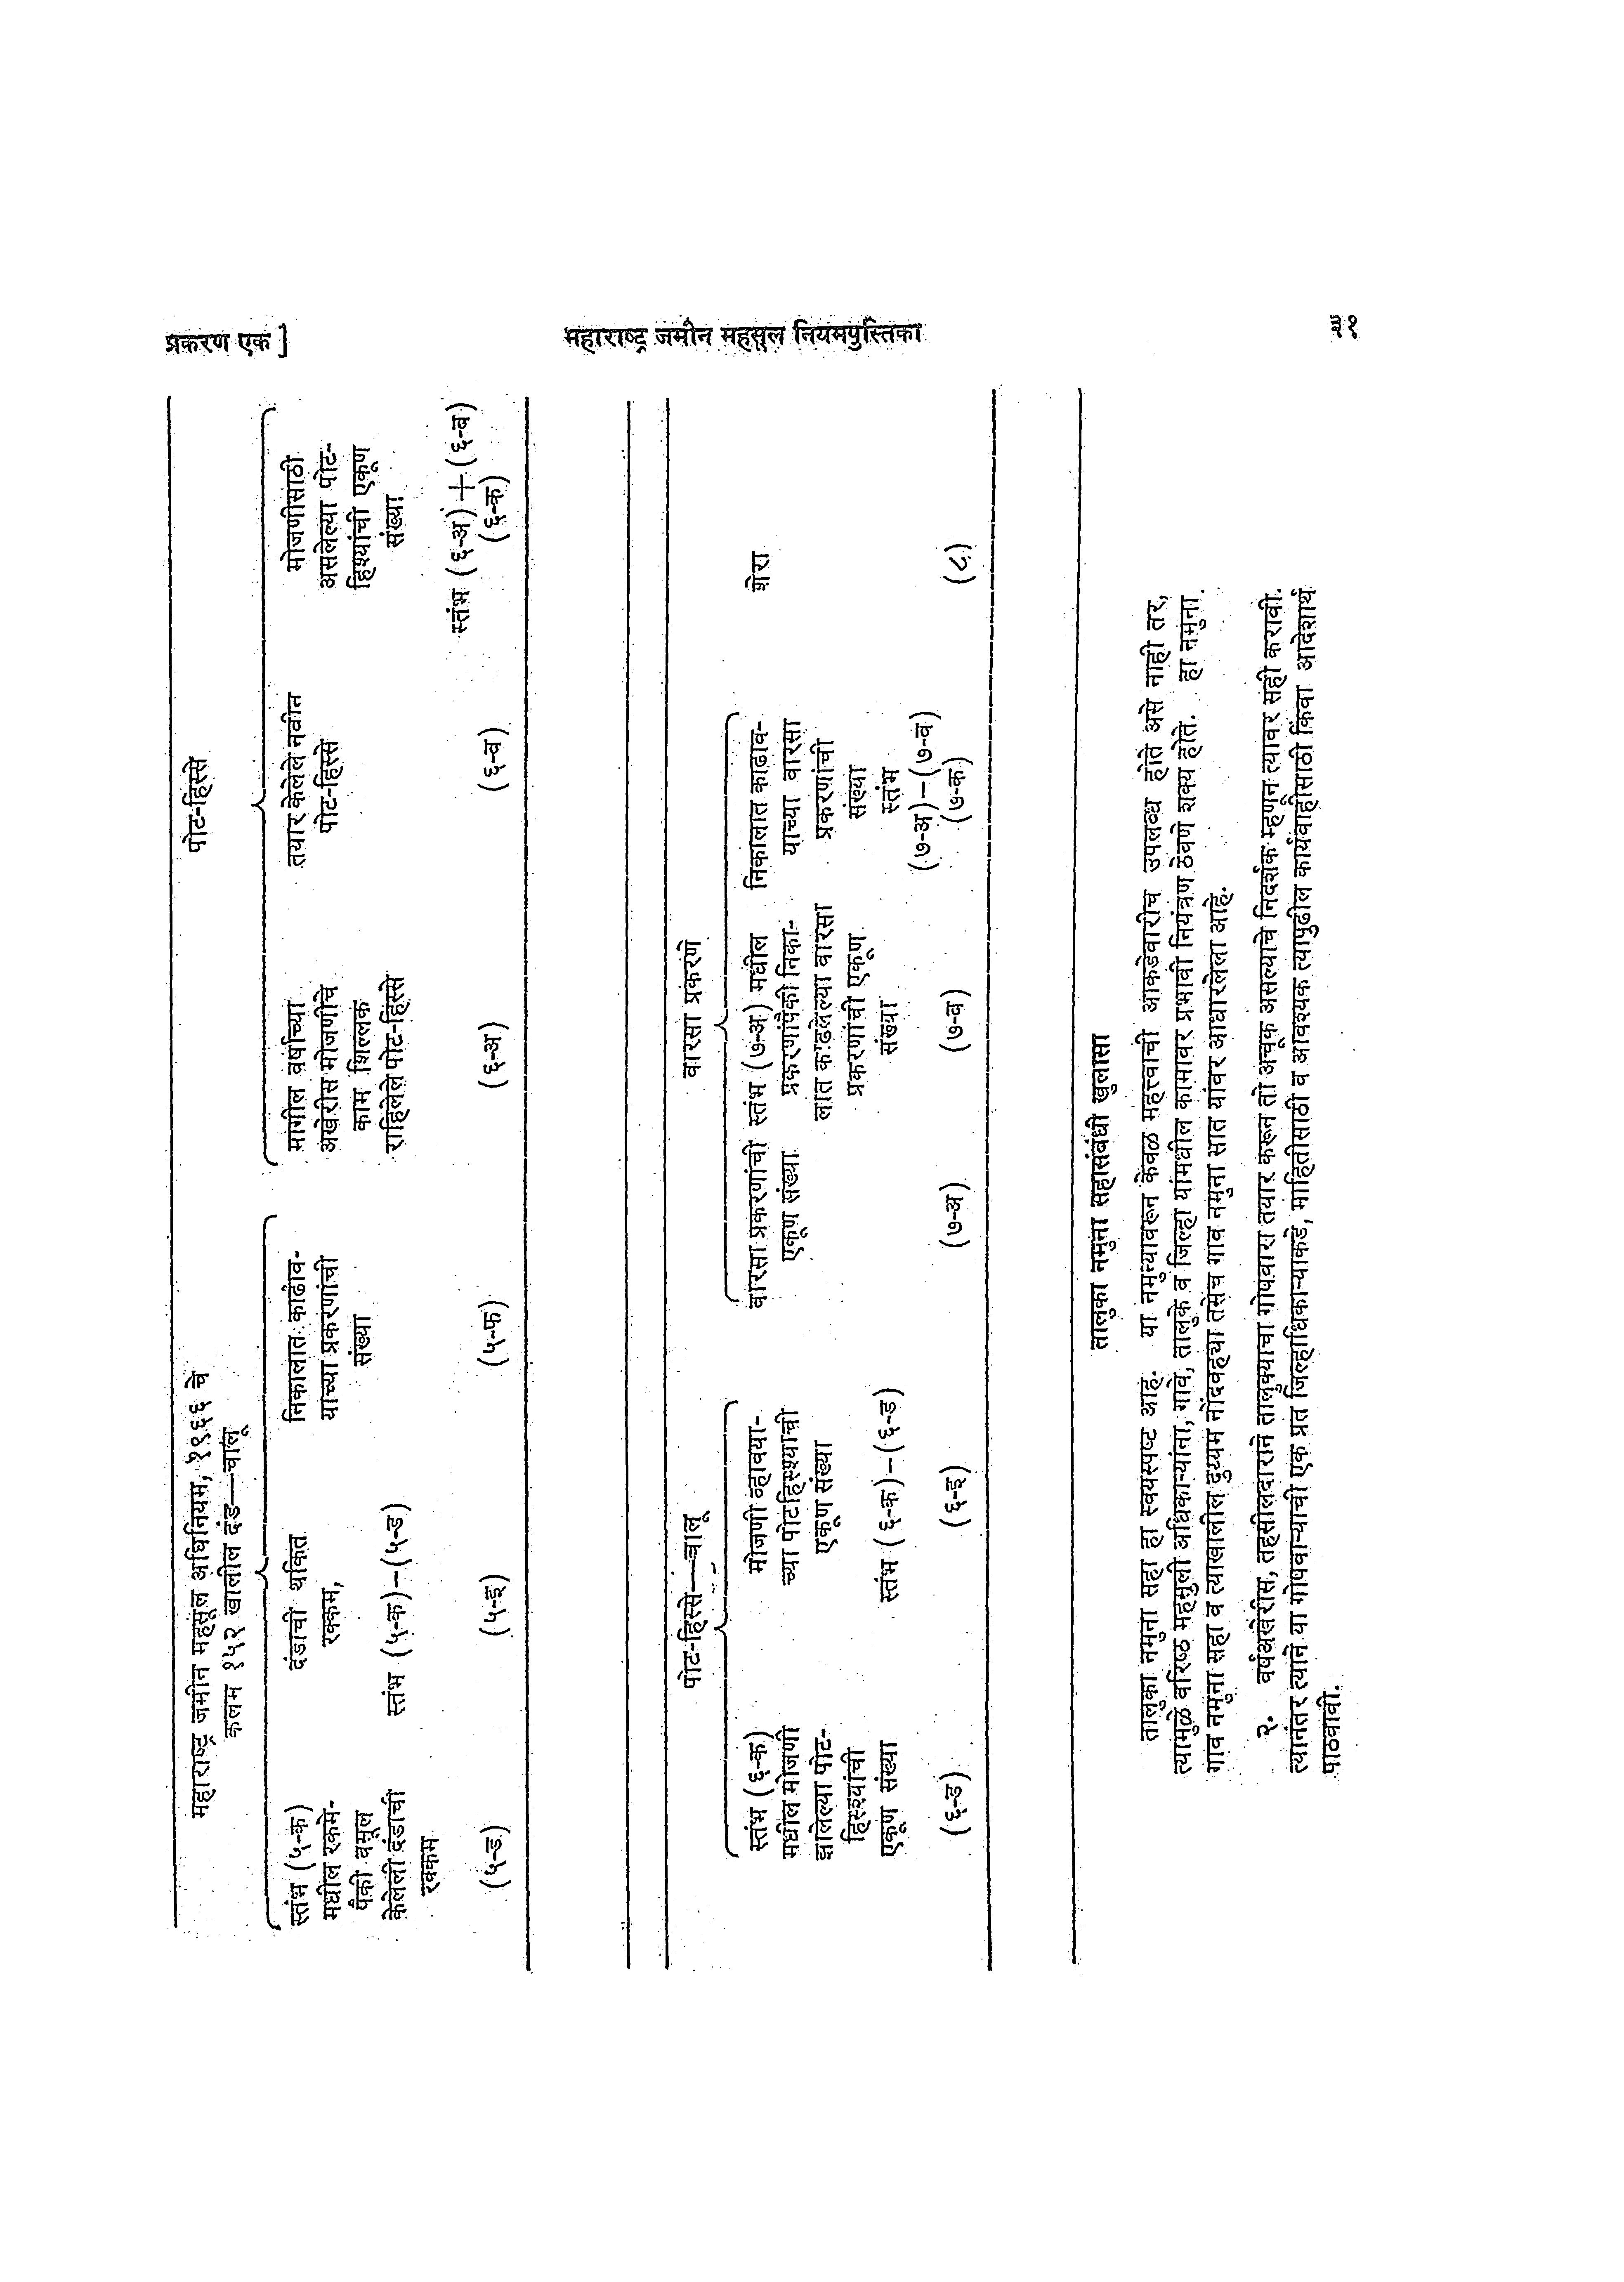 प्रकरण एक ]
महाराष्ट्र जमीन महसूल नियमपुस्तिका
३१
महाराष्ट्र जमीन महसूल अधिनियम, १९६६ चे
कलम १५२ खालील दंड—चालू
स्तंभ (५-क)
मधील रकमे-
पैकी वसूल
केलेली दंडाची
रक्कम
(५-ड)
दंडाची थकित
रक्कम,
स्तंभ (५-क)—(५-ड)
(५-इ)
निकालात काढाव-
याच्या प्रकरणांची
संख्या
(५-फ)
पोट-हिस्से
मागील वर्षाच्या
अखेरीस मोजणीचे
काम शिल्लक
राहिलेले पोट-हिस्से
(६-अ)
तयार केलेले नवीन
पोट-हिस्से
(६-ब)
मोजणीसाठी
असलेल्या पोट-
हिश्यांची एकूण
संख्या
स्तंभ (६-अ) + (६-ब)
(६-क)
पोट-हिस्से—चालू
स्तंभ (६-क)
मधील मोजणी
झालेल्या पोट-
हिश्यांची
एकूण संख्या
(६-ड)
मोजणी व्हावया-
च्या पोटहिश्यांची
एकूण संख्या
स्तंभ (६-क)—(६-ड)
(६-इ)
वारसा प्रकरणे
वारसा प्रकरणांची
एकूण संख्या
(७-अ)
स्तंभ (७-अ) मधील
प्रकरणांपैकी निका-
लात काढलेल्या वारसा
प्रकरणांची एकूण
संख्या
(७-ब)
निकालात काढाव-
याच्या वारसा
प्रकरणांची
संख्या
स्तंभ
(७-अ)—(७-ब)
(७-क)
शेरा
(८)
तालुका नमुना सहासंबंधी खुलासा
तालुका नमुना सहा हा स्वयंस्पष्ट आहे. या नमुन्यावरून केवळ महत्त्वाची आकडेवारीच उपलब्ध होते असे नाही तर,
त्यामुळे वरिष्ठ महसुली अधिकाऱ्यांना, गावे, तालुके व जिल्हा यांमधील कामावर प्रभावी नियंत्रण ठेवणे शक्य होते. हा नमुना
गाव नमुना सहा व त्याखालील दुय्यम नोंदवह्या तसेच गाव नमुना सात यांवर आधारलेला आहे.
२. वर्षअखेरीस, तहसीलदाराने तालुक्याचा गोषवारा तयार करून तो अचूक असल्याचे निदर्शक म्हणून त्यावर सही करावी.
त्यानंतर त्याने या गोषवाऱ्याची एक प्रत जिल्हाधिकाऱ्याकडे, माहितीसाठी व आवश्यक त्यापुढील कार्यवाहीसाठी किंवा आदेशार्थ
पाठवावी.